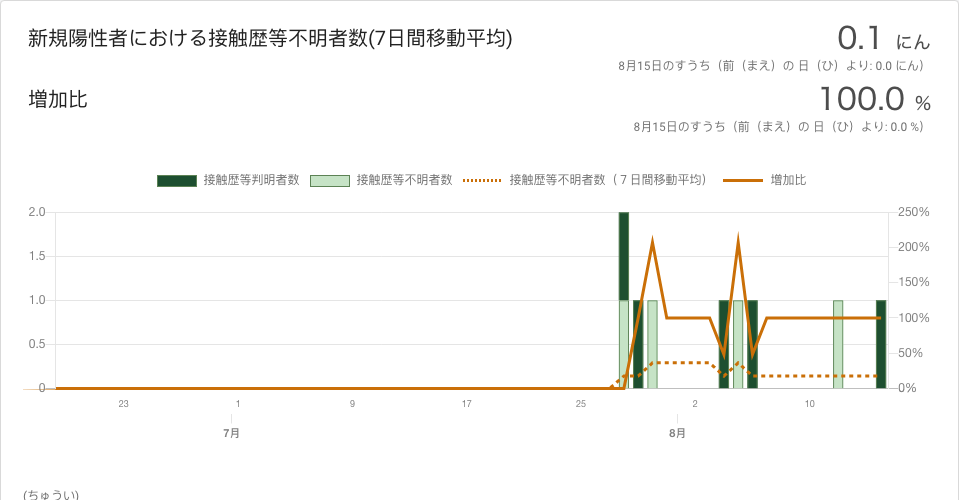 新規陽性者における接触歴等不明者数(7日間移動平均)
0.1 にん
8月15日のすうち（前（まえ）の 日（ひ）より: 0.0 にん）
増加比
100.0 %
8月15日のすうち（前（まえ）の 日（ひ）より: 0.0 %）
接触歴等判明者数 接触歴等不明者数 接触歴等不明者数（７日間移動平均） 増加比
2.0 250%
200%
1.5
150%
1.0 100%
0.5 50%
0 0%
23 1 9 17 25 2 10
7月 8月
(ちゅうい)